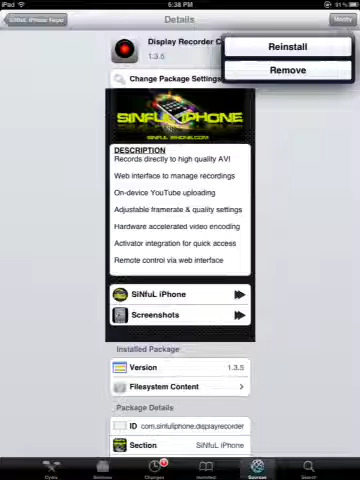 iPad
6:38 PM
91%
SiNfuL iPhone Repo
Details
Modify
Display Recorder C
1.3.5
Reinstall
Remove
Change Package Settings
SiNFUL iPHONE
SINFUL IPHONE.COM
DESCRIPTION
Records directly to high quality AVI
Web interface to manage recordings
On-device YouTube uploading
Adjustable framerate & quality settings
Hardware accelerated video encoding
Activator integration for quick access
Remote control via web interface
SiNfuL iPhone
Screenshots
Installed Package
Version
1.3.5
Filesystem Content
Package Details
ID
com.sinfuliphone.displayrecorder
Section
SiNfuL iPhone
Cydia
Sections
Changes
Installed
Sources
Search